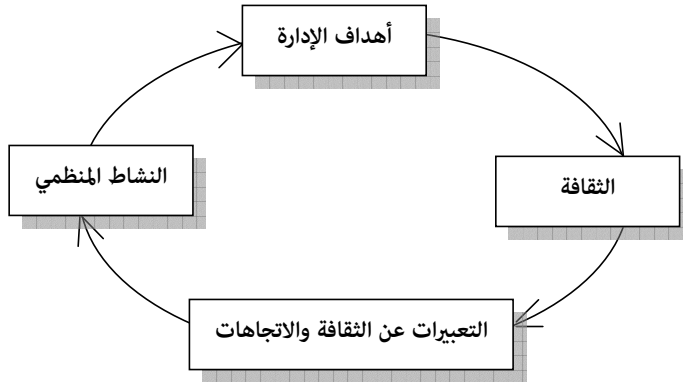 أهداف الإدارة
الثقافة
التعبيرات عن الثقافة والاتجاهات
النشاط المنظمي